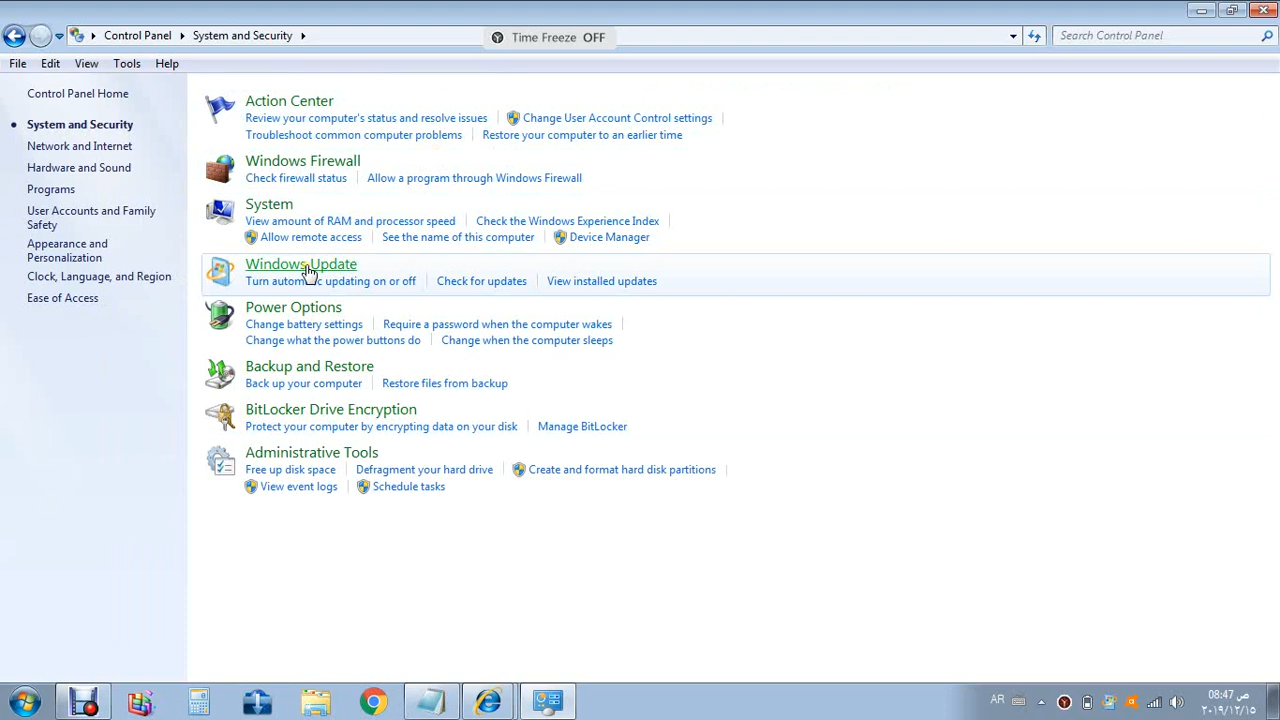 Control Panel System and Security
Time Freeze OFF
Search Control Panel
File Edit View Tools Help
Control Panel Home
System and Security
Network and Internet
Hardware and Sound
Programs
User Accounts and Family
Safety
Appearance and
Personalization
Clock, Language, and Region
Ease of Access
Action Center
Review your computer's status and resolve issues Change User Account Control settings
Troubleshoot common computer problems Restore your computer to an earlier time
Windows Firewall
Check firewall status Allow a program through Windows Firewall
System
View amount of RAM and processor speed Check the Windows Experience Index
Allow remote access See the name of this computer Device Manager
Windows Update
Turn automatic updating on or off Check for updates View installed updates
Power Options
Change battery settings Require a password when the computer wakes
Change what the power buttons do Change when the computer sleeps
Backup and Restore
Back up your computer Restore files from backup
BitLocker Drive Encryption
Protect your computer by encrypting data on your disk Manage BitLocker
Administrative Tools
Free up disk space Defragment your hard drive Create and format hard disk partitions
View event logs Schedule tasks
AR
08:47 ص
٢٠١٩/١٢/١٥